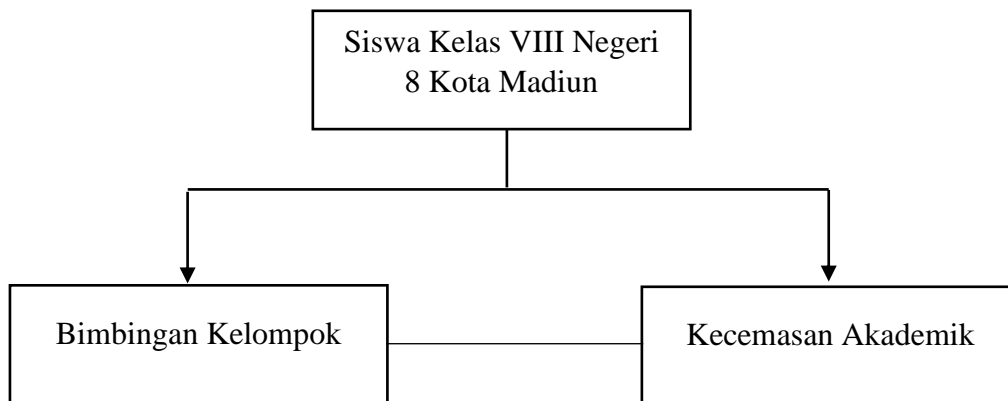 Siswa Kelas VIII Negeri
8 Kota Madiun
Bimbingan Kelompok
Kecemasan Akademik